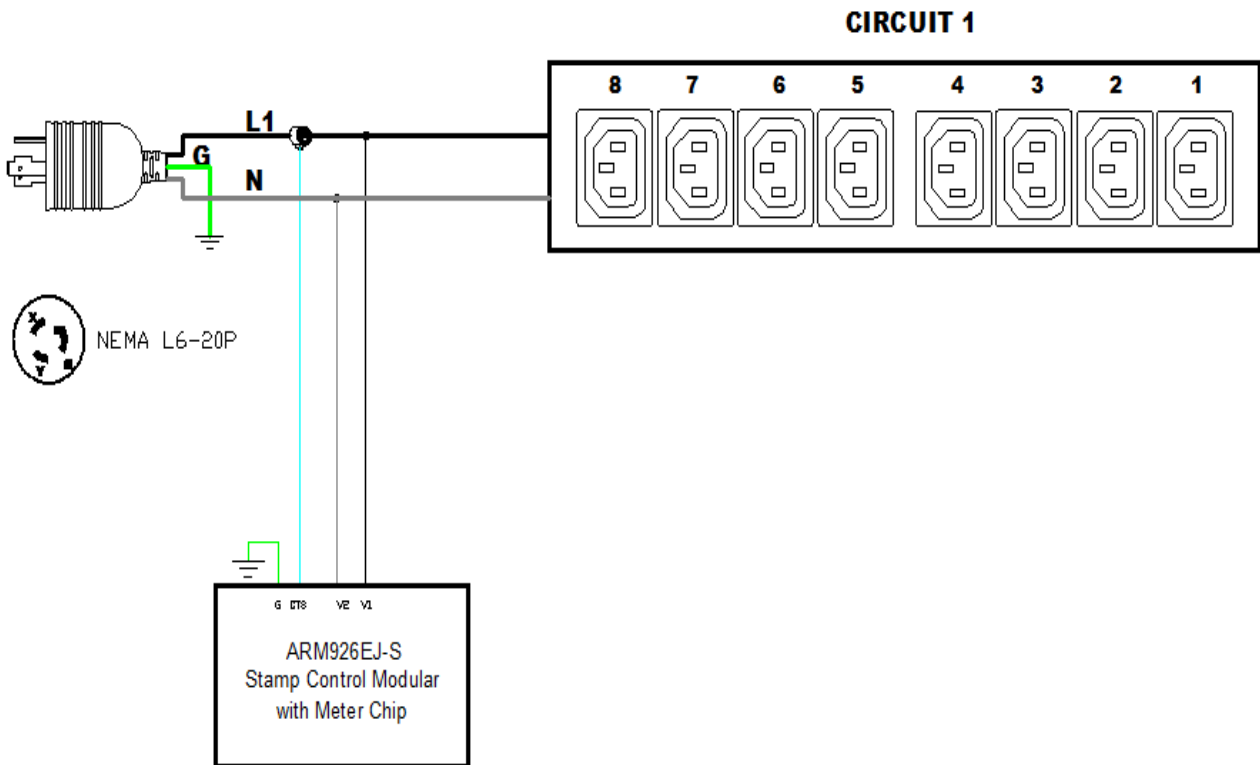 CIRCUIT 1
8 7 6 5 4 3 2 1
L1
G
N
X
Y
NEMA L6-20P
G CT8 V2 V1
ARM926EJ-S
Stamp Control Modular
with Meter Chip